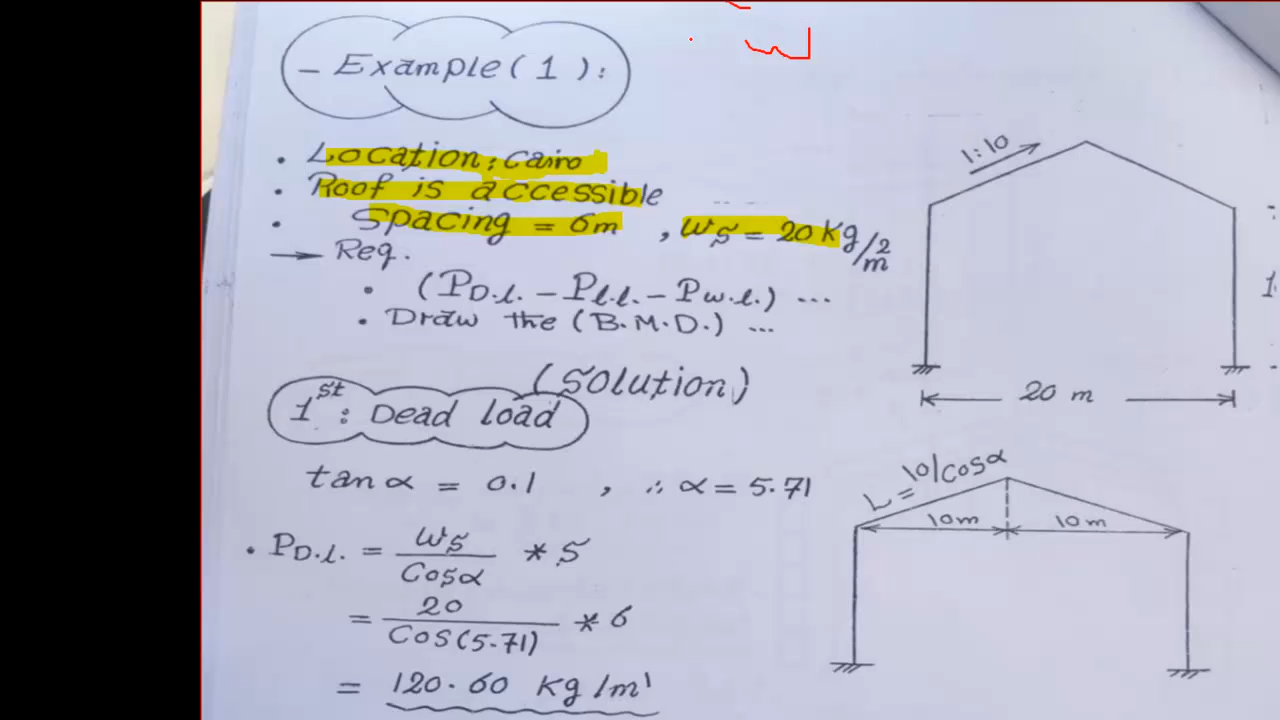 - Example (1):
• Location: Cairo
• Roof is accessible
• Spacing = 6m , ws = 20 kg/m²
→ Req.
• (PD.l. - Pl.l. - Pw.l.) ...
• Draw the (B.M.D.) ...
(Solution)
1st: Dead load
tan α = 0.1 , ∴ α = 5.71
• PD.l. = ws/Cosα * S
= 20/Cos(5.71) * 6
= 120.60 kg/m'
1:10
20 m
L = 10/cosα
10m 10m